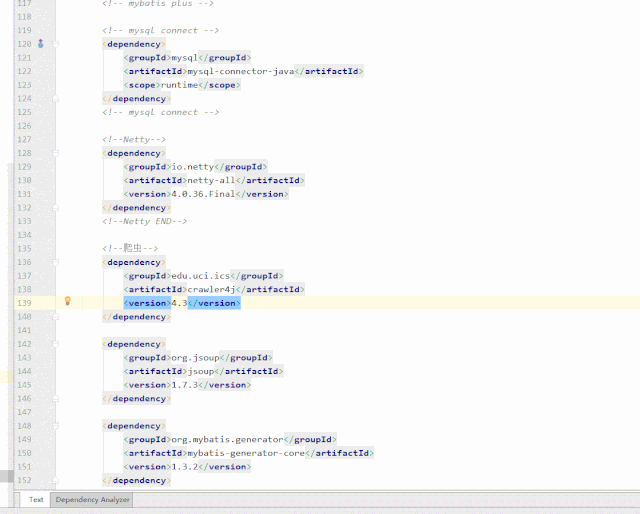 117 <!-- mybatis plus -->
118
119 <!-- mysql connect -->
120 <dependency>
121 <groupId>mysql</groupId>
122 <artifactId>mysql-connector-java</artifactId>
123 <scope>runtime</scope>
124 </dependency>
125 <!-- mysql connect -->
126
127 <!--Netty-->
128 <dependency>
129 <groupId>io.netty</groupId>
130 <artifactId>netty-all</artifactId>
131 <version>4.0.36.Final</version>
132 </dependency>
133 <!--Netty END-->
134
135 <!--爬虫-->
136 <dependency>
137 <groupId>edu.uci.ics</groupId>
138 <artifactId>crawler4j</artifactId>
139 <version>4.3</version>
140 </dependency>
141
142 <dependency>
143 <groupId>org.jsoup</groupId>
144 <artifactId>jsoup</artifactId>
145 <version>1.7.3</version>
146 </dependency>
147
148 <dependency>
149 <groupId>org.mybatis.generator</groupId>
150 <artifactId>mybatis-generator-core</artifactId>
151 <version>1.3.2</version>
152 </dependency>
Text Dependency Analyzer